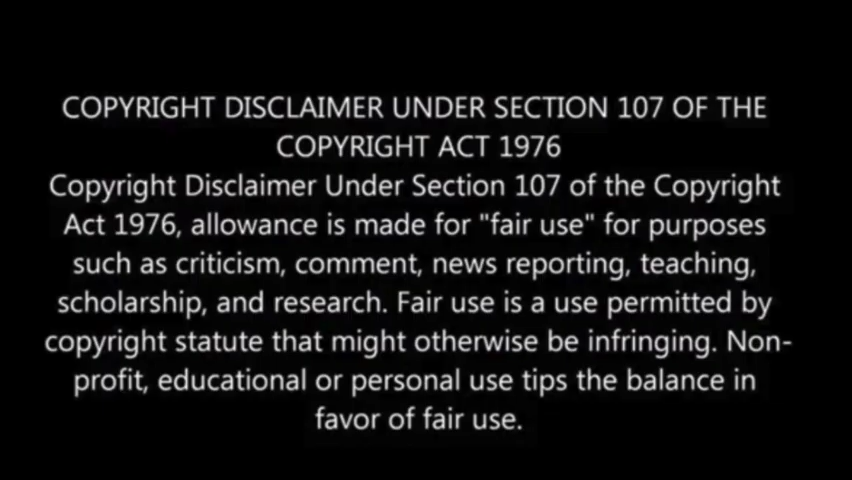 COPYRIGHT DISCLAIMER UNDER SECTION 107 OF THE
COPYRIGHT ACT 1976
Copyright Disclaimer Under Section 107 of the Copyright
Act 1976, allowance is made for "fair use" for purposes
such as criticism, comment, news reporting, teaching,
scholarship, and research. Fair use is a use permitted by
copyright statute that might otherwise be infringing. Non-
profit, educational or personal use tips the balance in
favor of fair use.